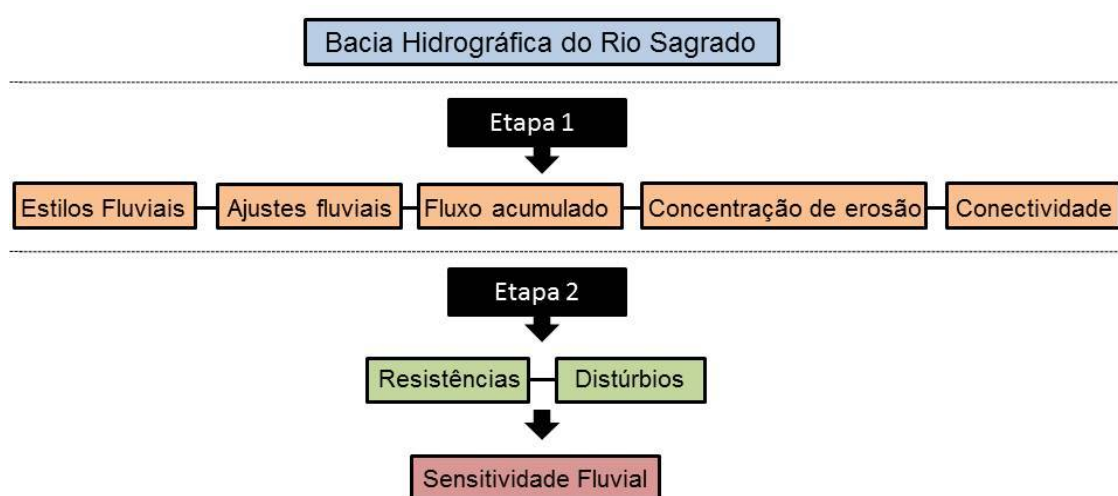 Bacia Hidrográfica do Rio Sagrado
Etapa 1
Estilos Fluviais Ajustes fluviais Fluxo acumulado Concentração de erosão Conectividade
Etapa 2
Resistências Distúrbios
Sensitividade Fluvial